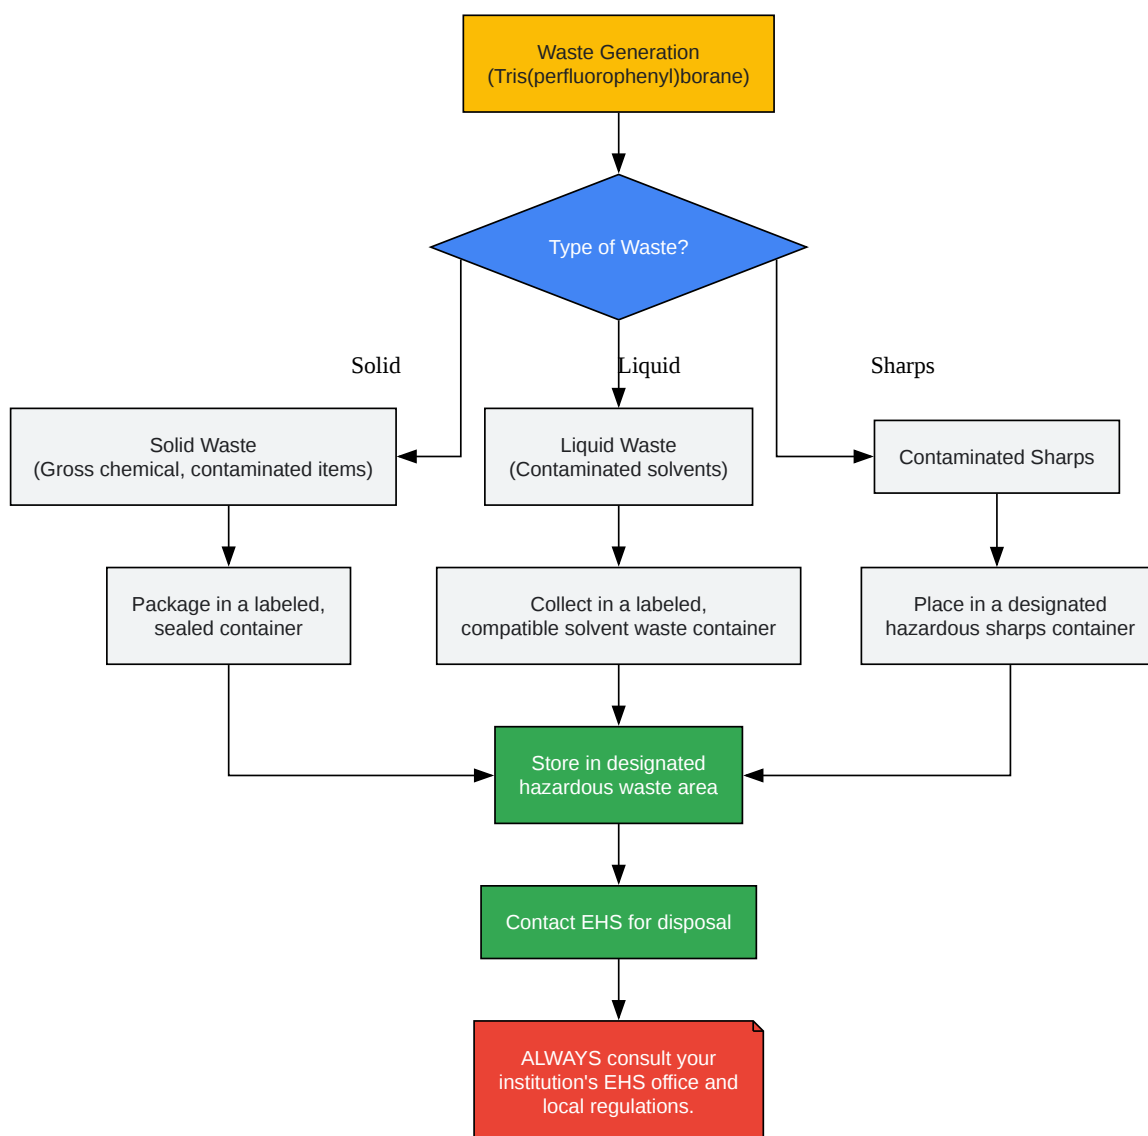 Waste Generation
(Tris(perfluorophenyl)borane)
Type of Waste?
Solid
Liquid
Sharps
Solid Waste
(Gross chemical, contaminated items)
Liquid Waste
(Contaminated solvents)
Contaminated Sharps
Package in a labeled,
sealed container
Collect in a labeled,
compatible solvent waste container
Place in a designated
hazardous sharps container
Store in designated
hazardous waste area
Contact EHS for disposal
ALWAYS consult your
institution's EHS office and
local regulations.